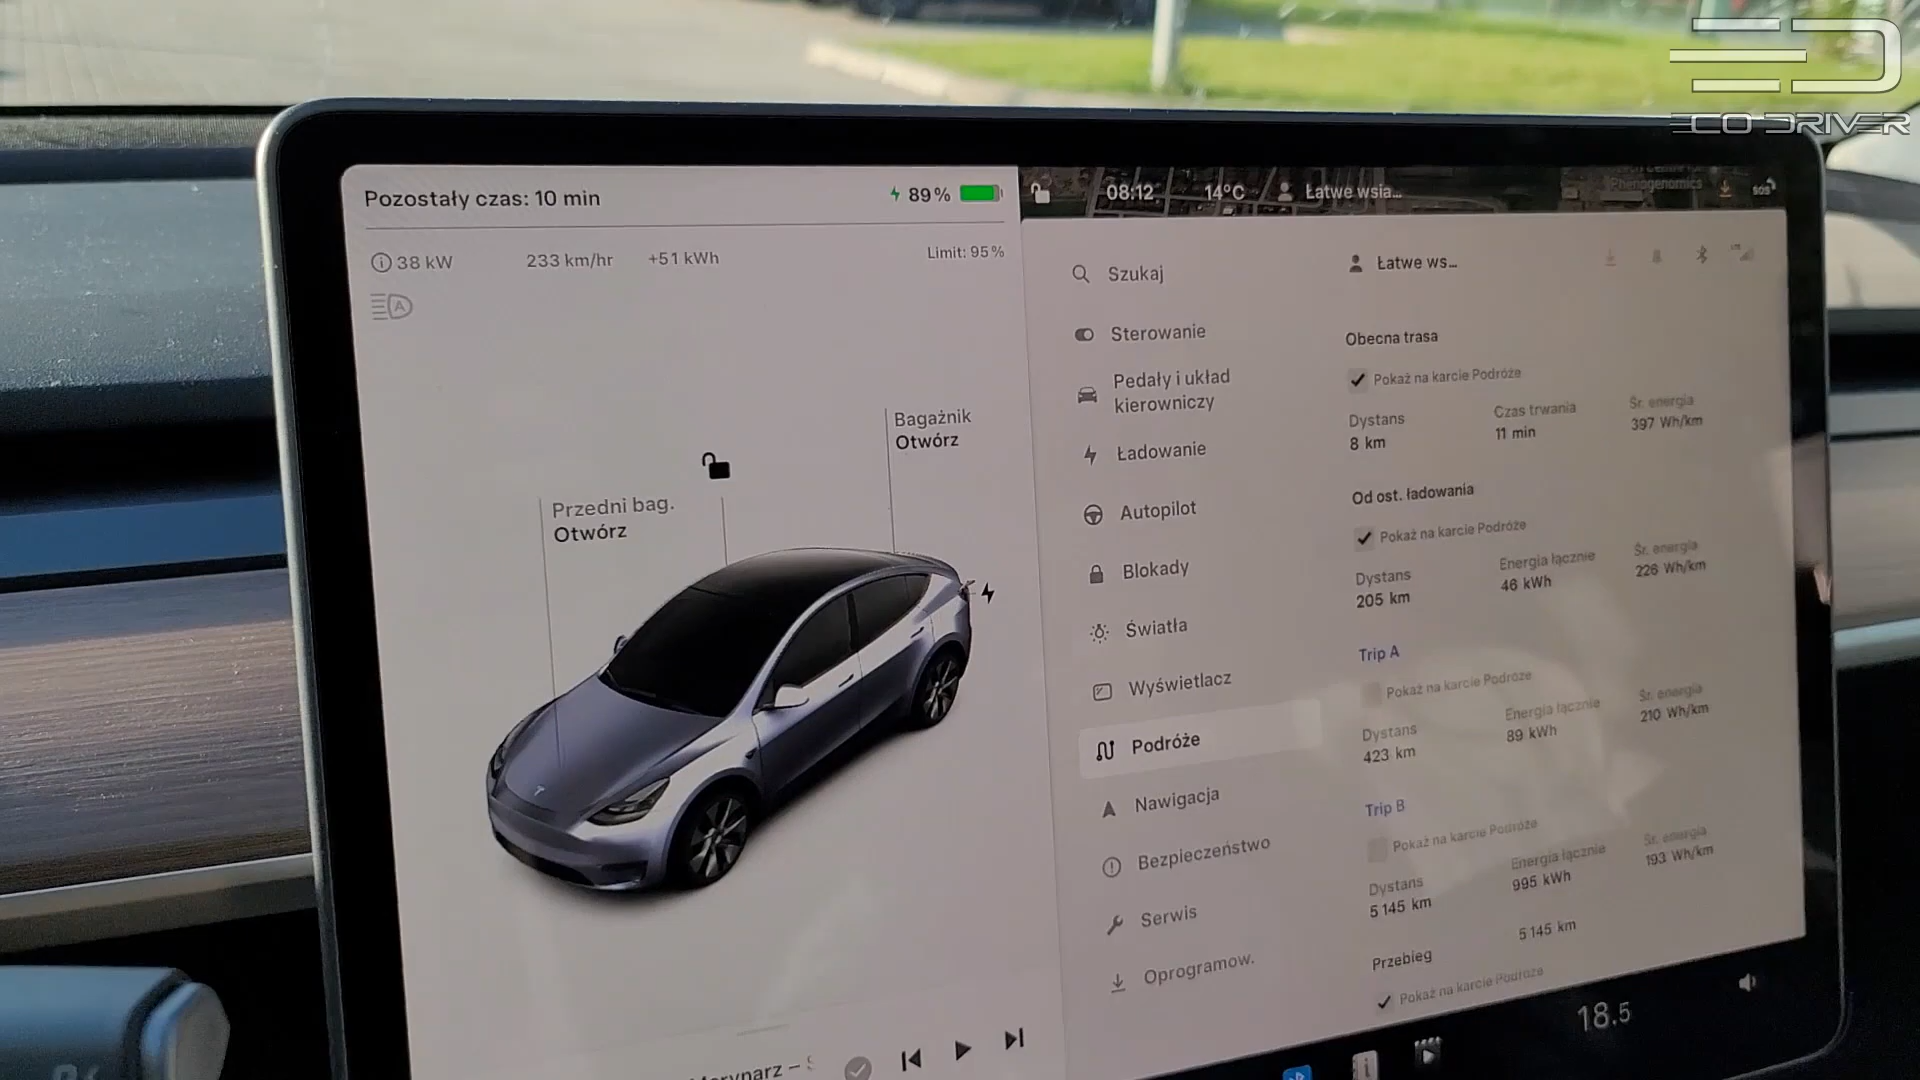 ECO DRIVER
Pozostały czas: 10 min
89%
38 kW
233 km/hr
+51 kWh
Limit: 95%
Bagażnik
Otwórz
Przedni bag.
Otwórz
08:12
14°C
Łatwe wsia...
Phenogenomics
SOS
Szukaj
Sterowanie
Pedały i układ
kierowniczy
Ładowanie
Autopilot
Blokady
Światła
Wyświetlacz
Podróże
Nawigacja
Bezpieczeństwo
Serwis
Oprogramow.
Łatwe ws...
LTE
Obecna trasa
Pokaż na karcie Podróże
Dystans
8 km
Czas trwania
11 min
Śr. energia
397 Wh/km
Od ost. ładowania
Pokaż na karcie Podróże
Dystans
205 km
Energia łącznie
46 kWh
Śr. energia
226 Wh/km
Trip A
Pokaż na karcie Podróże
Dystans
423 km
Energia łącznie
89 kWh
Śr. energia
210 Wh/km
Trip B
Pokaż na karcie Podróże
Dystans
5 145 km
Energia łącznie
995 kWh
Śr. energia
193 Wh/km
Przebieg
5 145 km
Pokaż na karcie Podróże
18.5